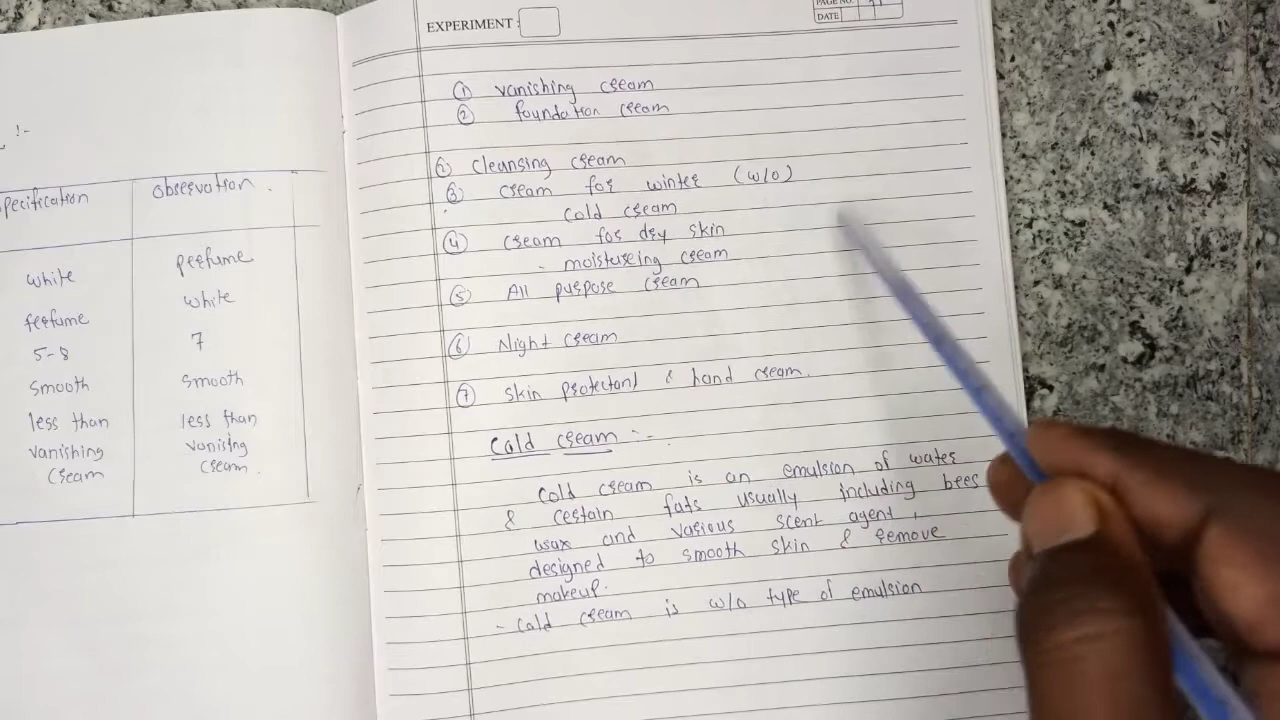 :-
pecification
observation.
white
perfume
perfume
white
5-8
7
smooth
smooth
less than
vanishing
cream
less than
vanising
cream.
EXPERIMENT :
PAGE NO.
DATE
① vanishing cream
② foundation cream
② cleansing cream
③ cream for winter (w/o)
cold cream
④ cream for dry skin
- moistureing cream
⑤ All purpose cream
⑥ Night cream
⑦ skin protectant & hand cream.
cold cream :-
cold cream is an emulsion of water
& certain fats usually including bees
wax and various scent agent,
designed to smooth skin & remove
makeup.
- cold cream is w/o type of emulsion